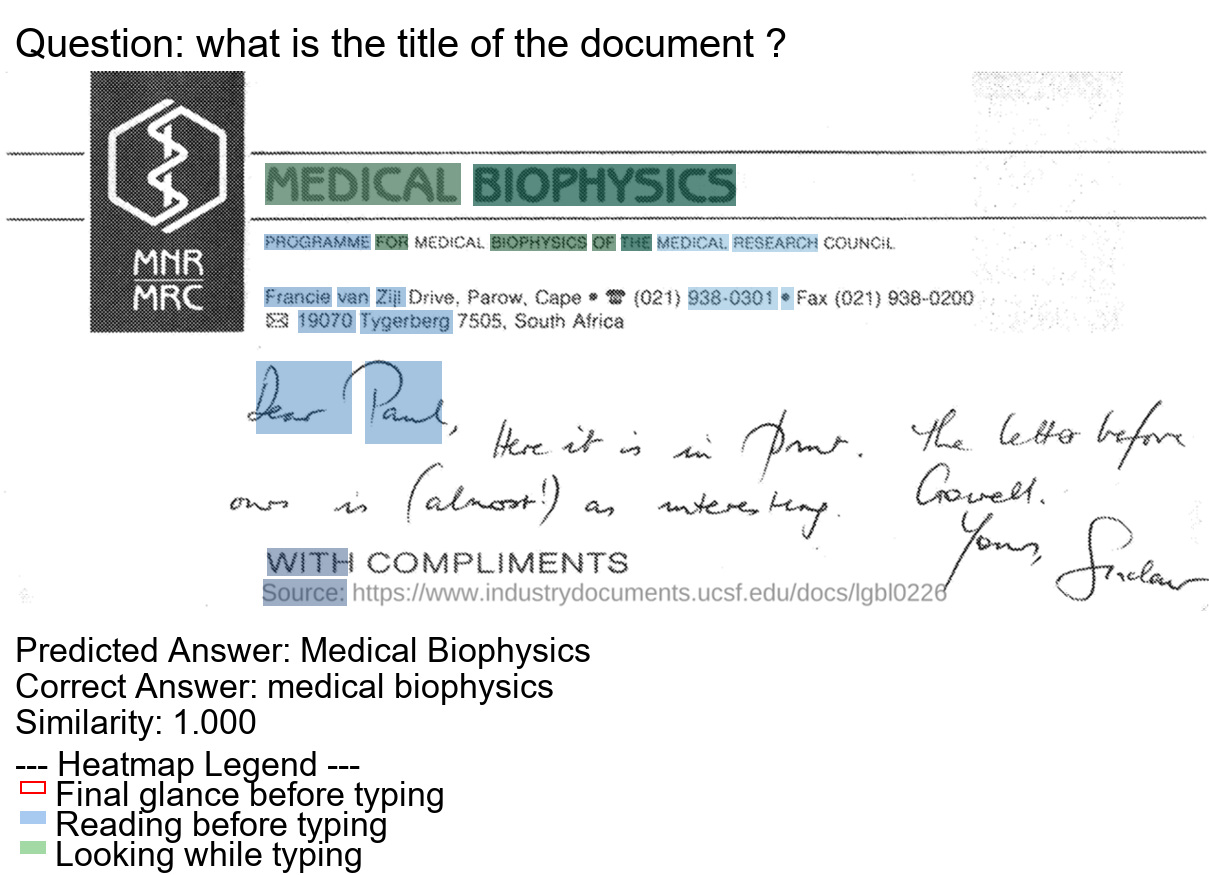 Question: what is the title of the document ?
MEDICAL BIOPHYSICS
MNR
MRC
PROGRAMME FOR MEDICAL BIOPHYSICS OF THE MEDICAL RESEARCH COUNCIL
Francie van Zijl Drive, Parow, Cape • ☎ (021) 938-0301 • Fax (021) 938-0200
✉ 19070 Tygerberg 7505, South Africa
Dear Paul,
Here it is in print. The letter before
ours is (almost!) as interesting.
Yours,
Sinclair
WITH COMPLIMENTS
Source: https://www.industrydocuments.ucsf.edu/docs/lgbl0226
Predicted Answer: Medical Biophysics
Correct Answer: medical biophysics
Similarity: 1.000
--- Heatmap Legend ---
Final glance before typing
Reading before typing
Looking while typing